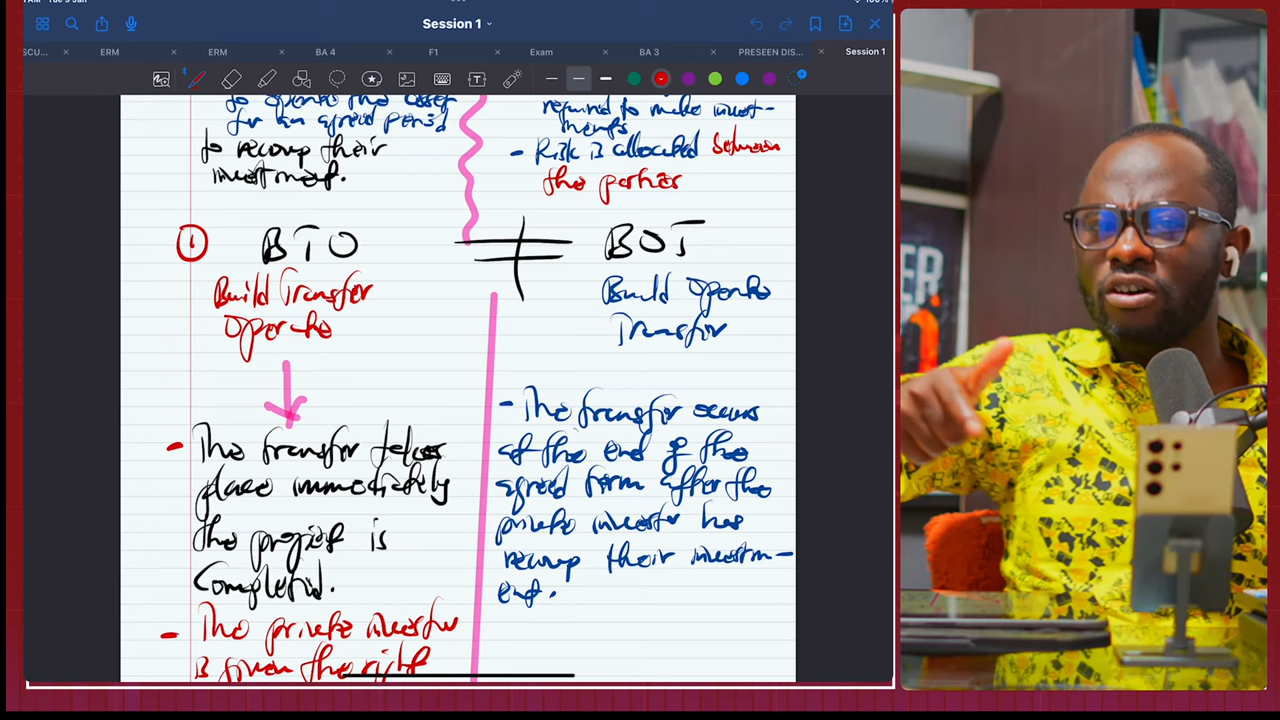 Tue 5 Jan
100%
Session 1
ERM
ERM
BA 4
F1
Exam
BA 3
PRESEEN DIS...
Session 1
to operate the asset
for an agreed period
to recoup their
investment.
required to make invest-
ments
- Risk is allocated between
the parties
① BTO
Build Transfer
Operate
- The transfer takes
place immediately
the project is
Completed.
- The private investor
is given the right
BOT
Build Operate
Transfer
- The transfer occurs
at the end of the
agreed term after the
private investor has
recoup their investm-
ent.